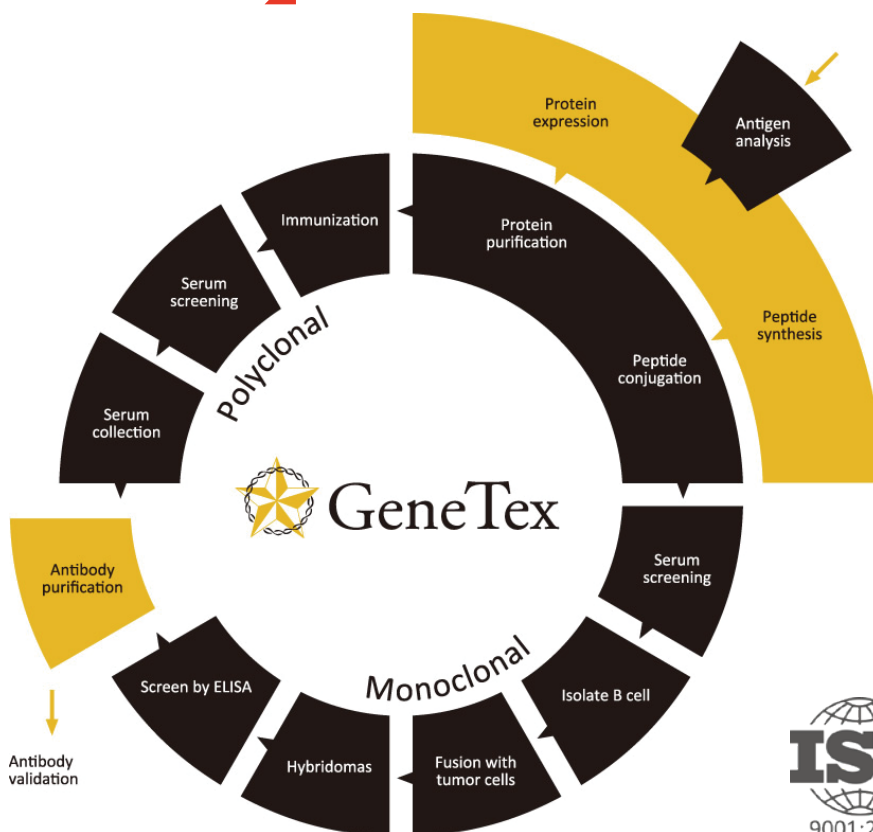 Protein
expression
Antigen
analysis
Protein
purification
Peptide
synthesis
Peptide
conjugation
Immunization
Serum
screening
Serum
collection
Polyclonal
GeneTex
Antibody
purification
Antibody
validation
Serum
screening
Isolate B cell
Monoclonal
Fusion with
tumor cells
Hybridomas
Screen by ELISA
IS
9001:2